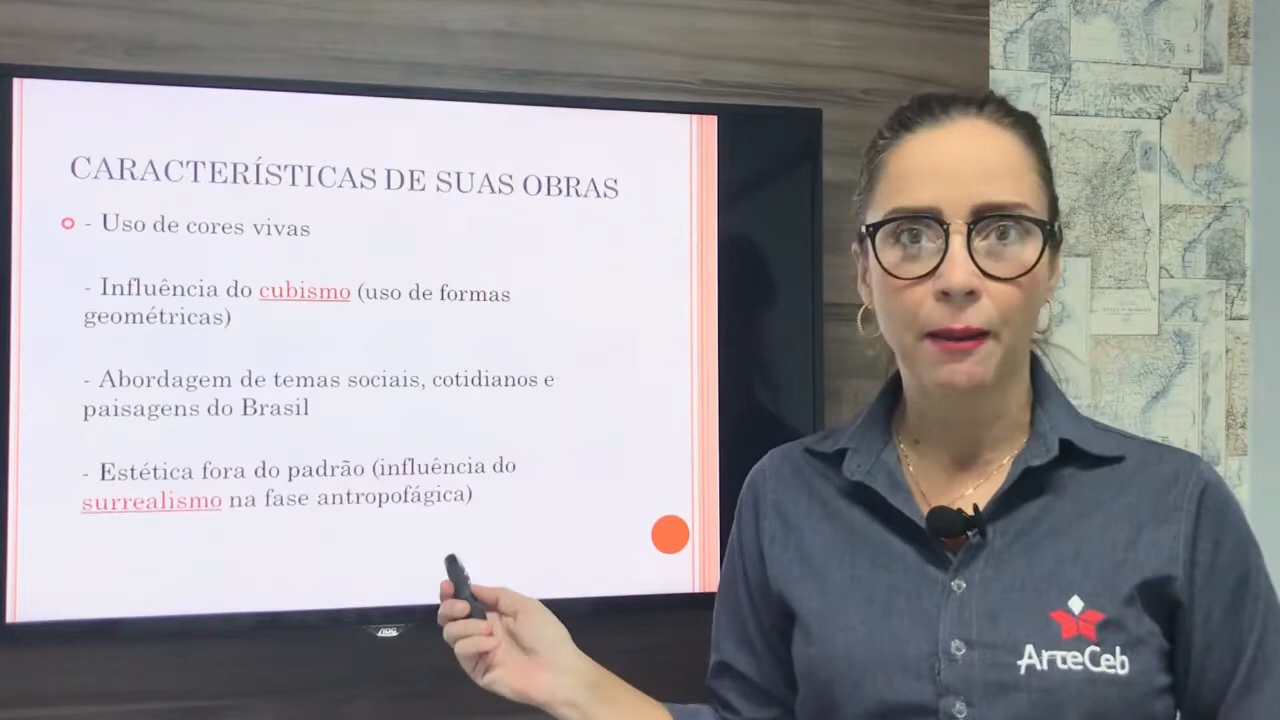 CARACTERÍSTICAS DE SUAS OBRAS
- Uso de cores vivas
- Influência do cubismo (uso de formas
geométricas)
- Abordagem de temas sociais, cotidianos e
paisagens do Brasil
- Estética fora do padrão (influência do
surrealismo na fase antropofágica)
AOC
ArteCeb